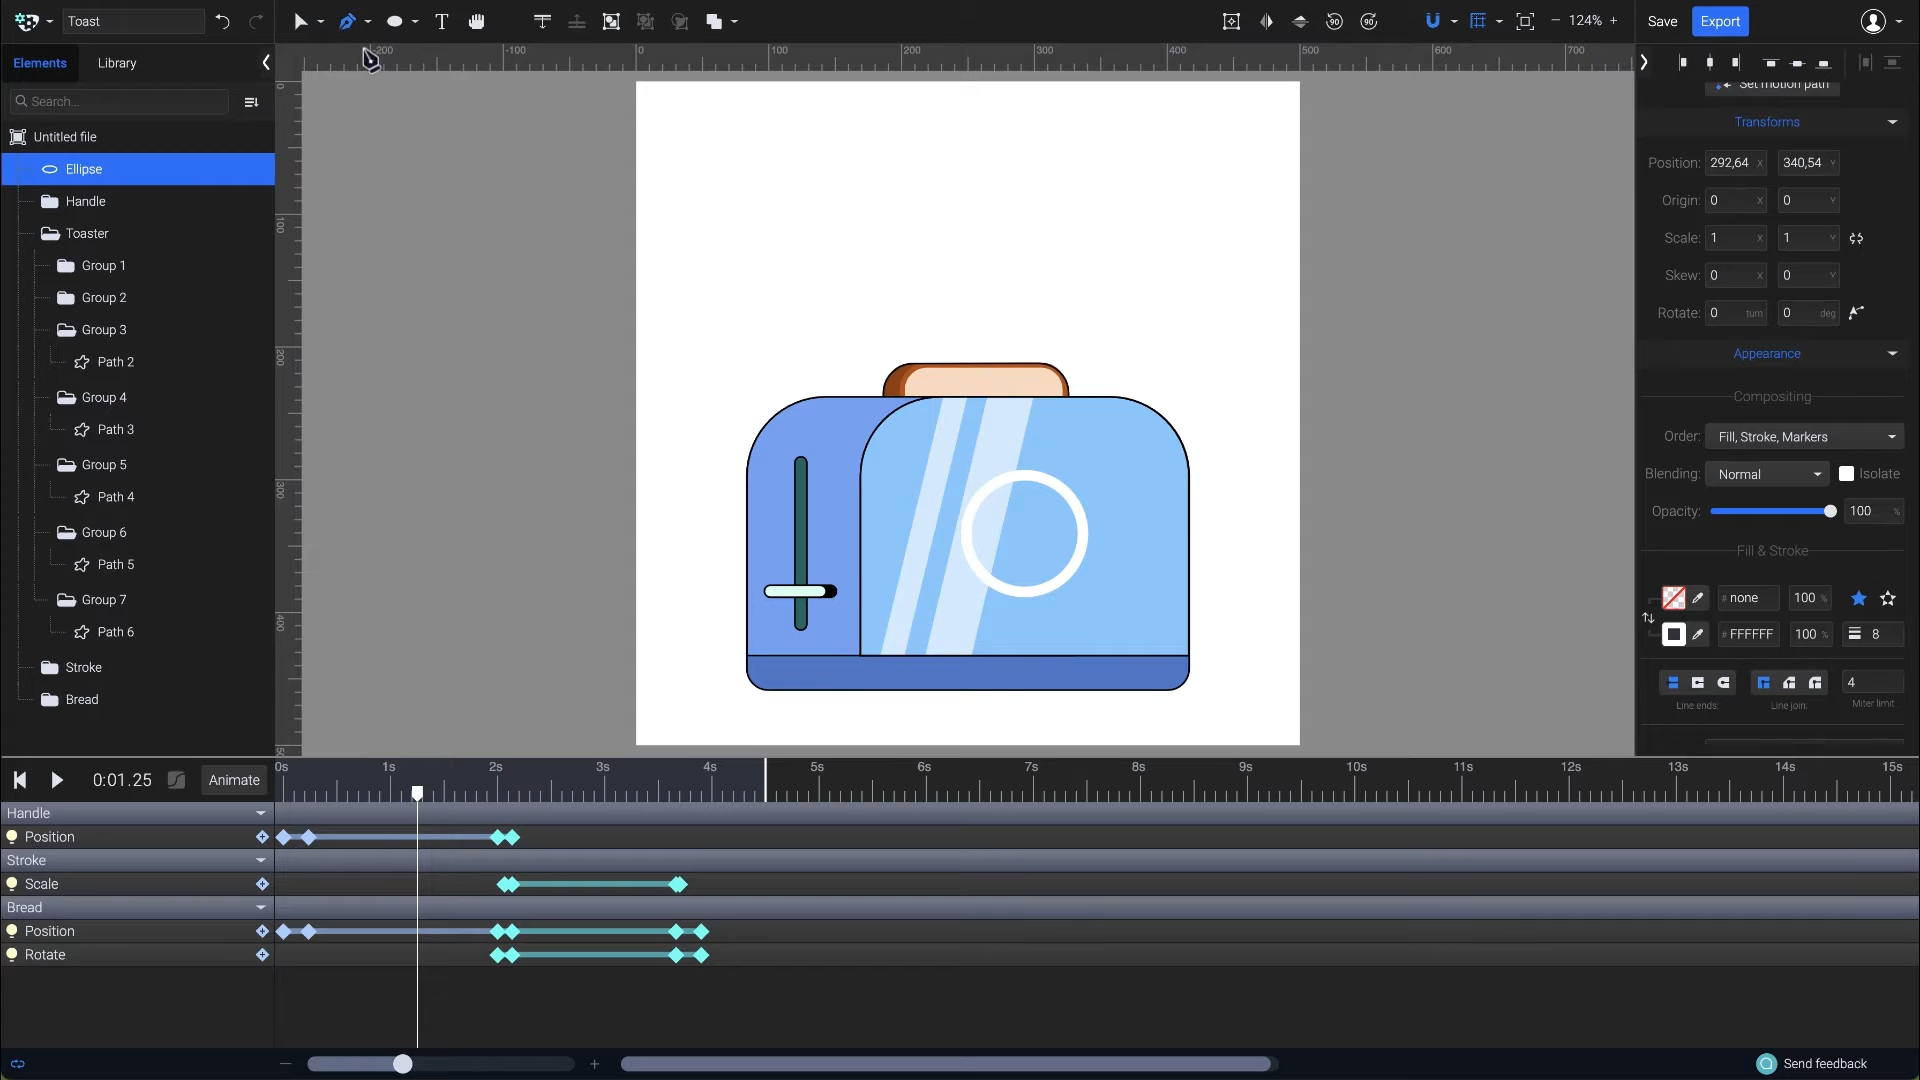 Toast
T
90
90
124%
Save
Export
Elements
Library
Search...
Untitled file
Ellipse
Handle
Toaster
Group 1
Group 2
Group 3
Path 2
Group 4
Path 3
Group 5
Path 4
Group 6
Path 5
Group 7
Path 6
Stroke
Bread
-200
-100
0
100
200
300
400
500
600
700
0
100
200
300
400
Set motion path
Transforms
Position: 292,64 X 340,54 Y
Origin: 0 X 0 Y
Scale: 1 X 1 Y
Skew: 0 X 0 Y
Rotate: 0 turn 0 deg
Appearance
Compositing
Order: Fill, Stroke, Markers
Blending: Normal Isolate
Opacity: 100 %
Fill & Stroke
# none 100 %
# FFFFFF 100 % 8
4
Line ends: Line join: Miter limit
0:01.25 Animate
0s 1s 2s 3s 4s 5s 6s 7s 8s 9s 10s 11s 12s 13s 14s 15s
Handle
Position
Stroke
Scale
Bread
Position
Rotate
Send feedback